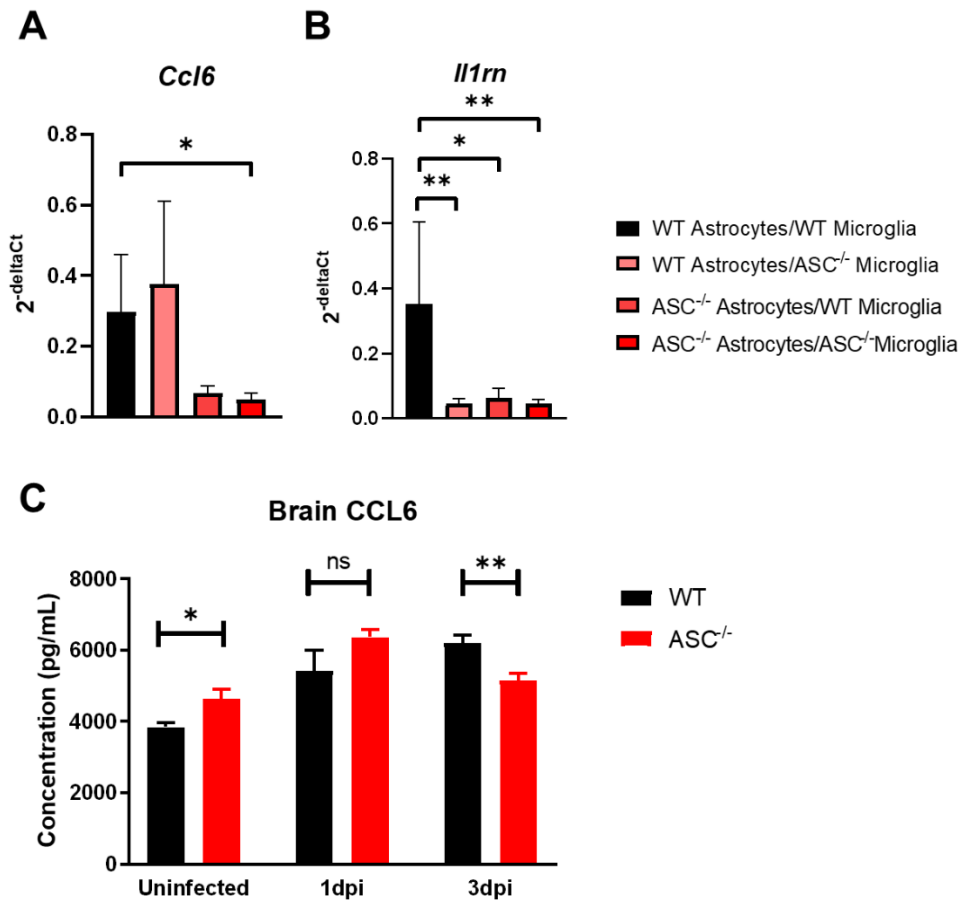 A
B
Ccl6
Il1rn
**
*
*
**
0.8
0.6
0.4
0.2
0.0
2-deltaCt
0.8
0.6
0.4
0.2
0.0
2-deltaCt
WT Astrocytes/WT Microglia
WT Astrocytes/ASC-/- Microglia
ASC-/- Astrocytes/WT Microglia
ASC-/- Astrocytes/ASC-/-Microglia
C
Brain CCL6
Concentration (pg/mL)
8000
6000
4000
2000
0
*
ns
**
Uninfected
1dpi
3dpi
WT
ASC-/-